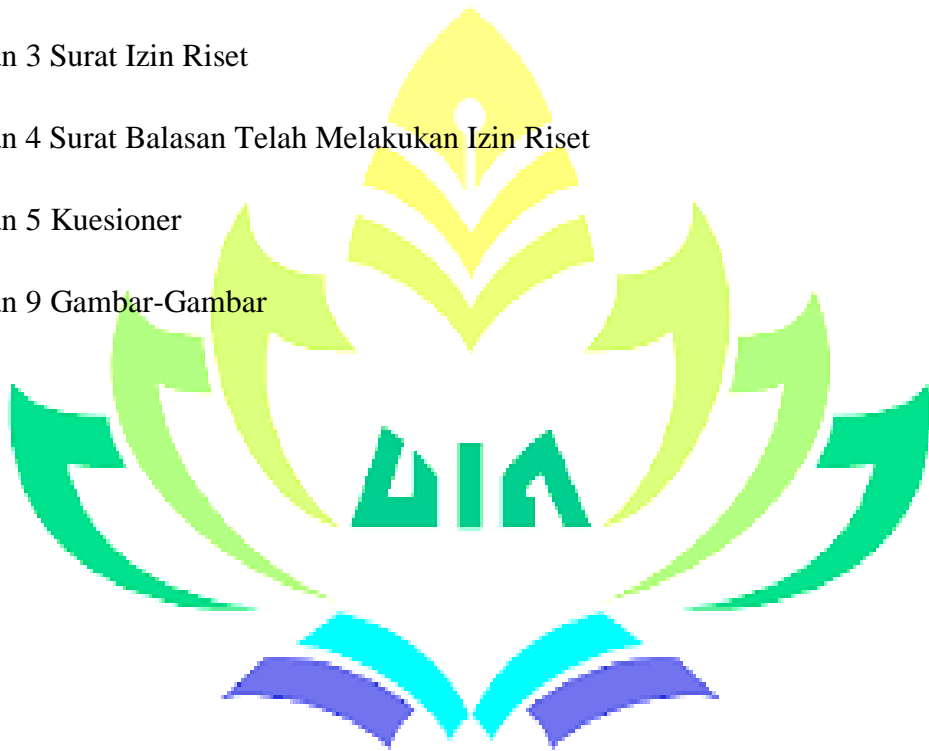 an 3 Surat Izin Riset
an 4 Surat Balasan Telah Melakukan Izin Riset
an 5 Kuesioner
an 9 Gambar-Gambar
UIN